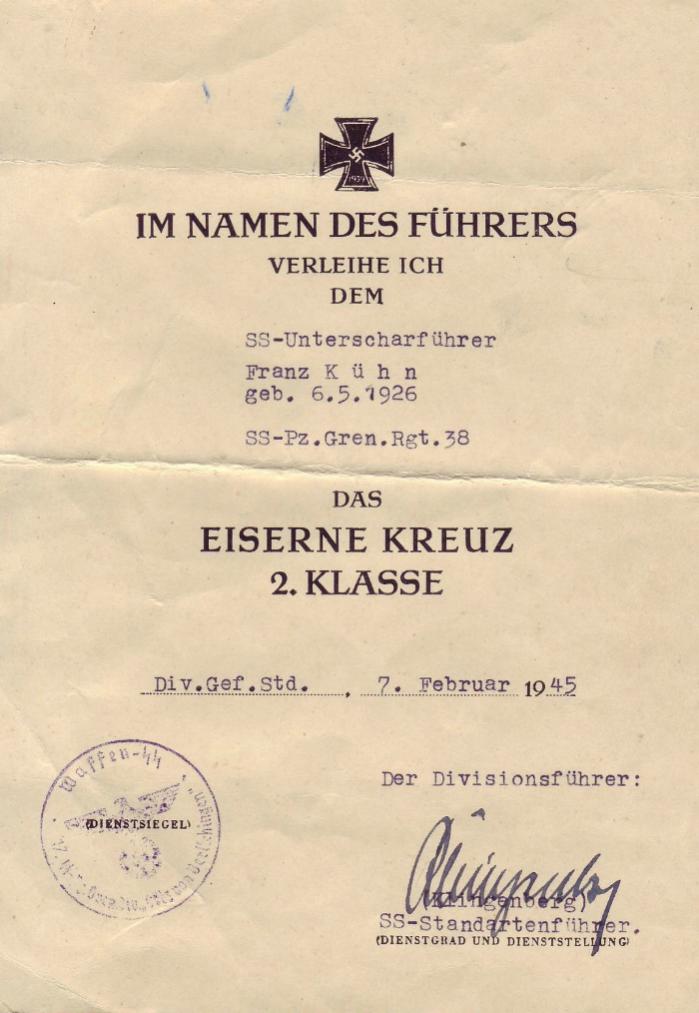 1939
IM NAMEN DES FÜHRERS
VERLEIHE ICH
DEM
SS-Unterscharführer
Franz K ü h n
geb. 6.5.1926
SS-Pz.Gren.Rgt.38
DAS
EISERNE KREUZ
2. KLASSE
Div.Gef.Std. , 7. Februar 1945
Waffen-SS
(DIENSTSIEGEL)
Der Divisionsführer:
(Klingenberg)
SS-Standartenführer.
(DIENSTGRAD UND DIENSTSTELLUNG)